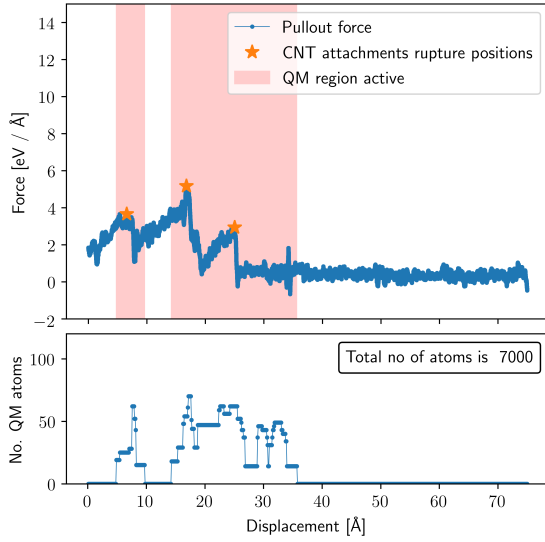 14
12
10
8
6
4
2
0
−2
Force [eV / Å]
Pullout force
CNT attachments rupture positions
QM region active
100
50
0
No. QM atoms
Total no of atoms is 7000
0 10 20 30 40 50 60 70
Displacement [Å]